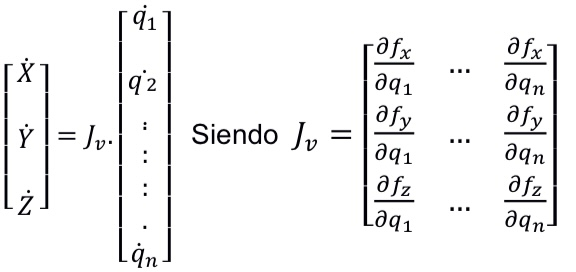 [Ẋ Ẏ Ż] = J_v . [q̇₁ q̇₂ : : : . q̇ₙ] Siendo J_v = [∂f_x/∂q₁ ... ∂f_x/∂qₙ
∂f_y/∂q₁ ... ∂f_y/∂qₙ
∂f_z/∂q₁ ... ∂f_z/∂qₙ]